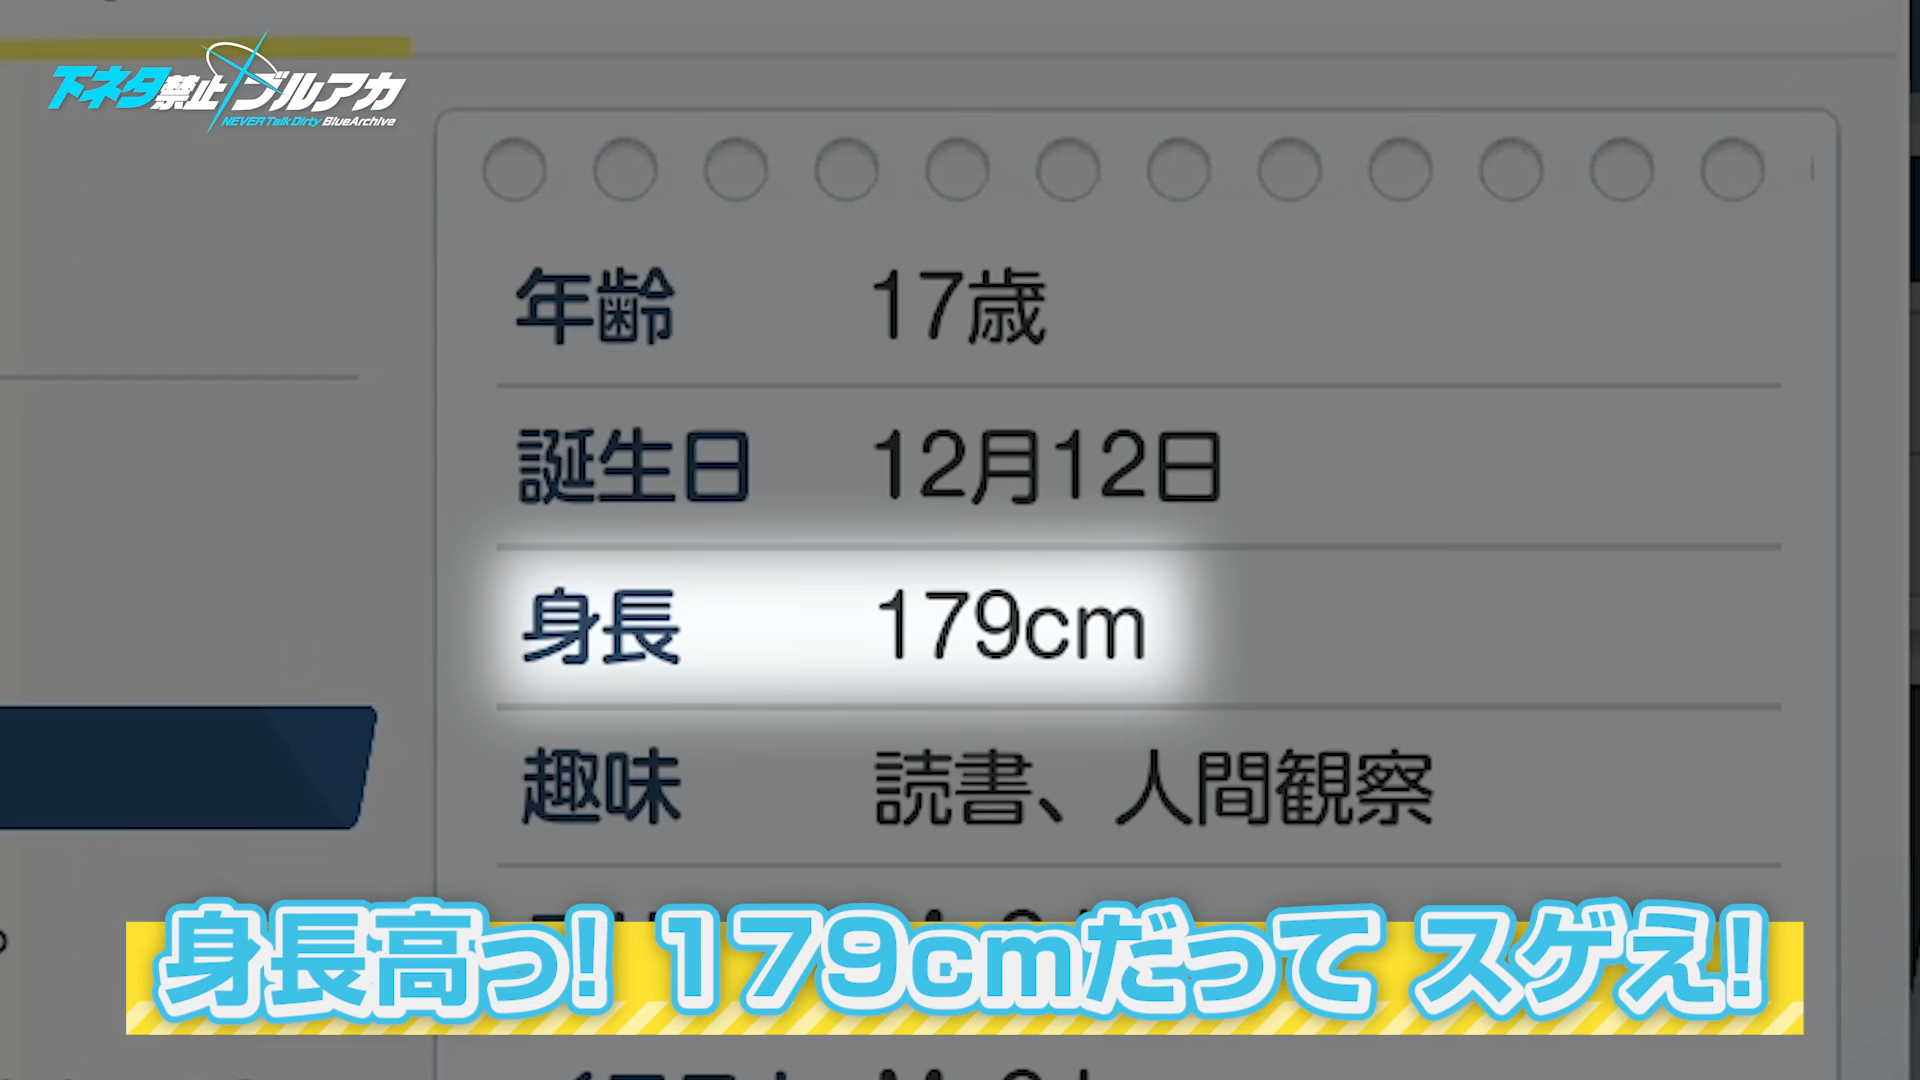 下ネタ禁止ブルアカ
NEVER Talk Dirty BlueArchive
年齢 17歳
誕生日 12月12日
身長 179cm
趣味 読書、人間観察
身長高っ! 179cmだって スゲえ!